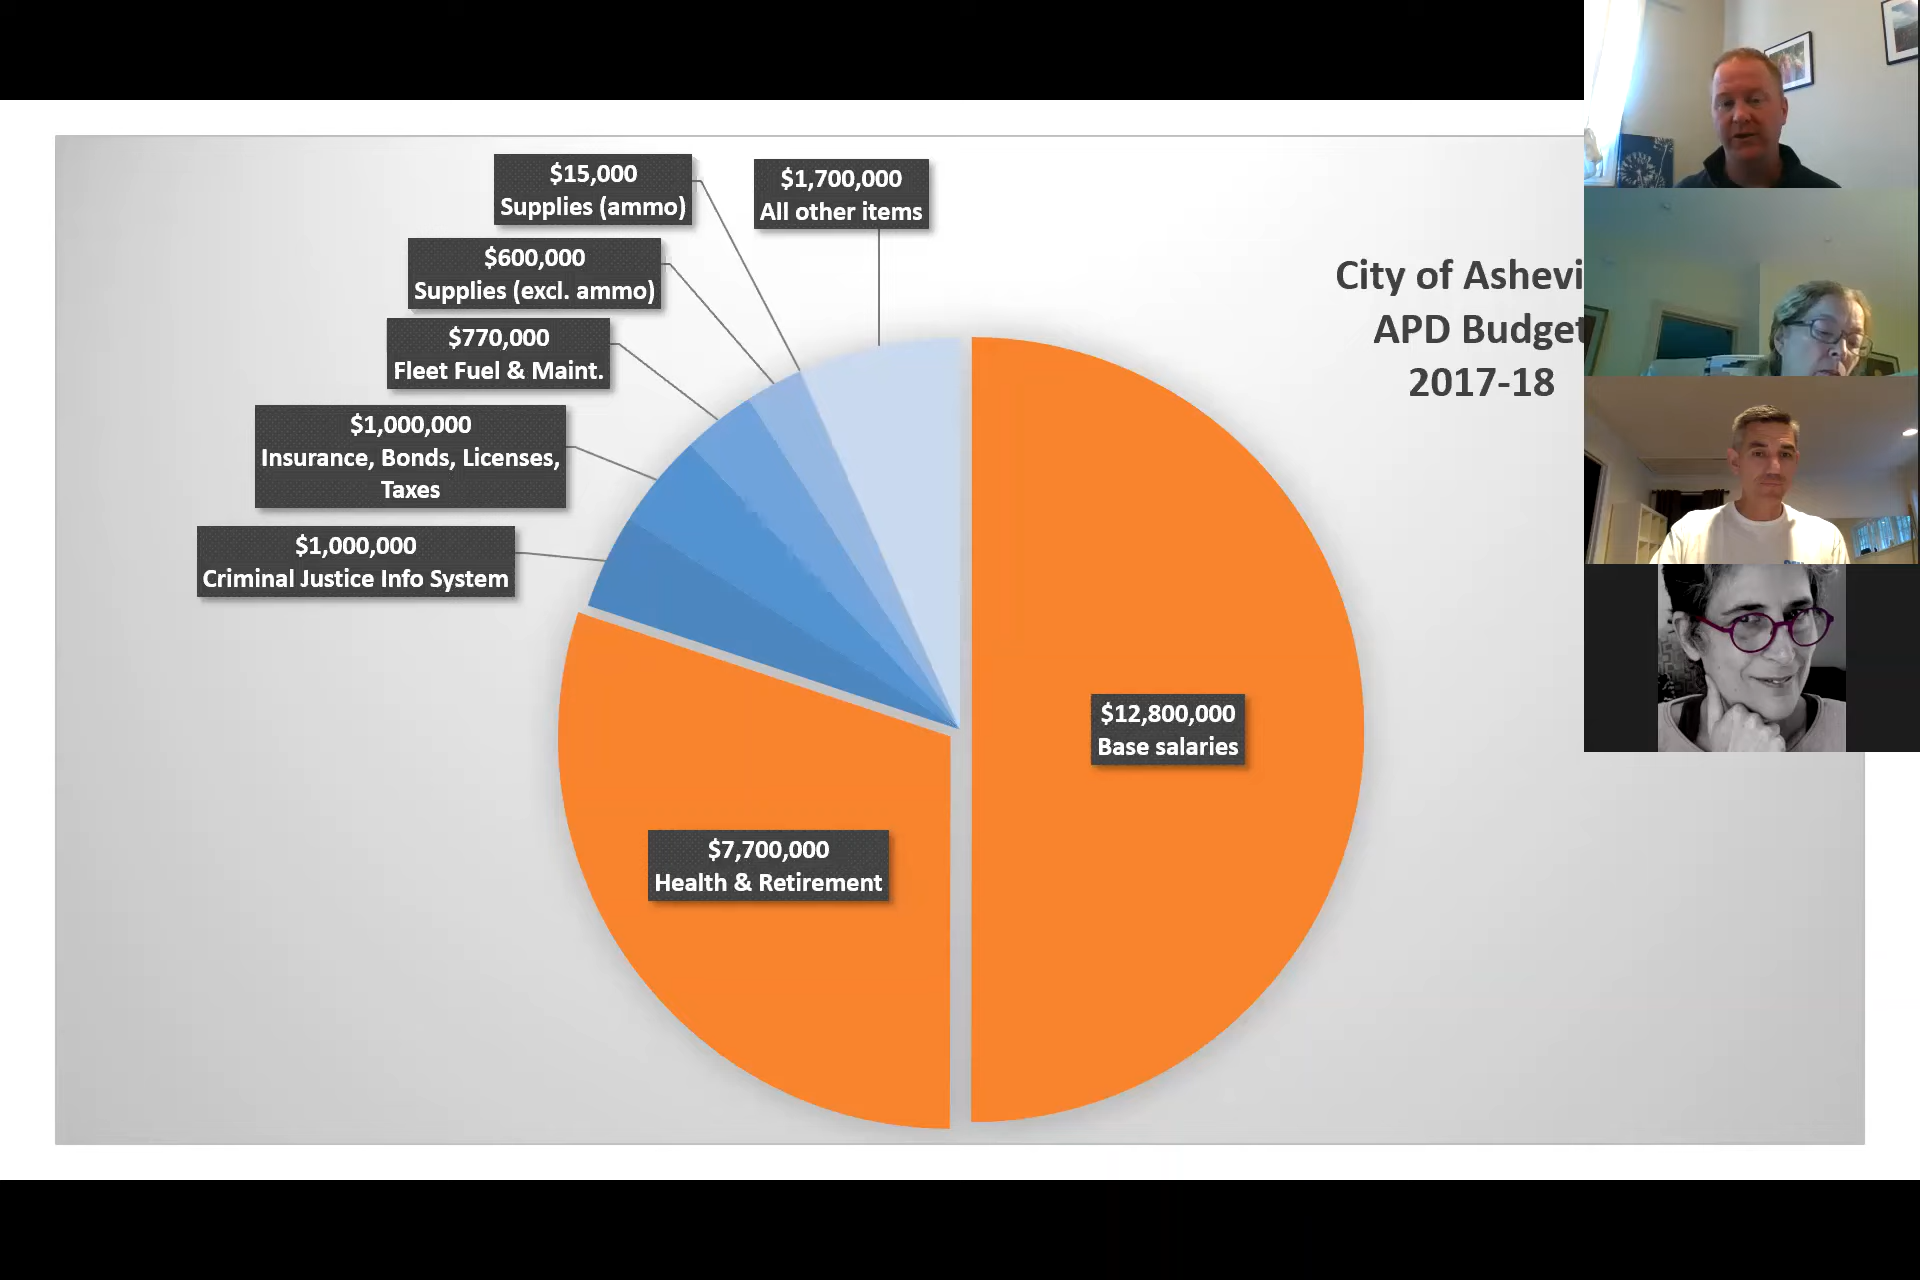 $15,000
Supplies (ammo)
$1,700,000
All other items
$600,000
Supplies (excl. ammo)
City of Ashevi
APD Budget
2017-18
$770,000
Fleet Fuel & Maint.
$1,000,000
Insurance, Bonds, Licenses,
Taxes
$1,000,000
Criminal Justice Info System
$12,800,000
Base salaries
$7,700,000
Health & Retirement